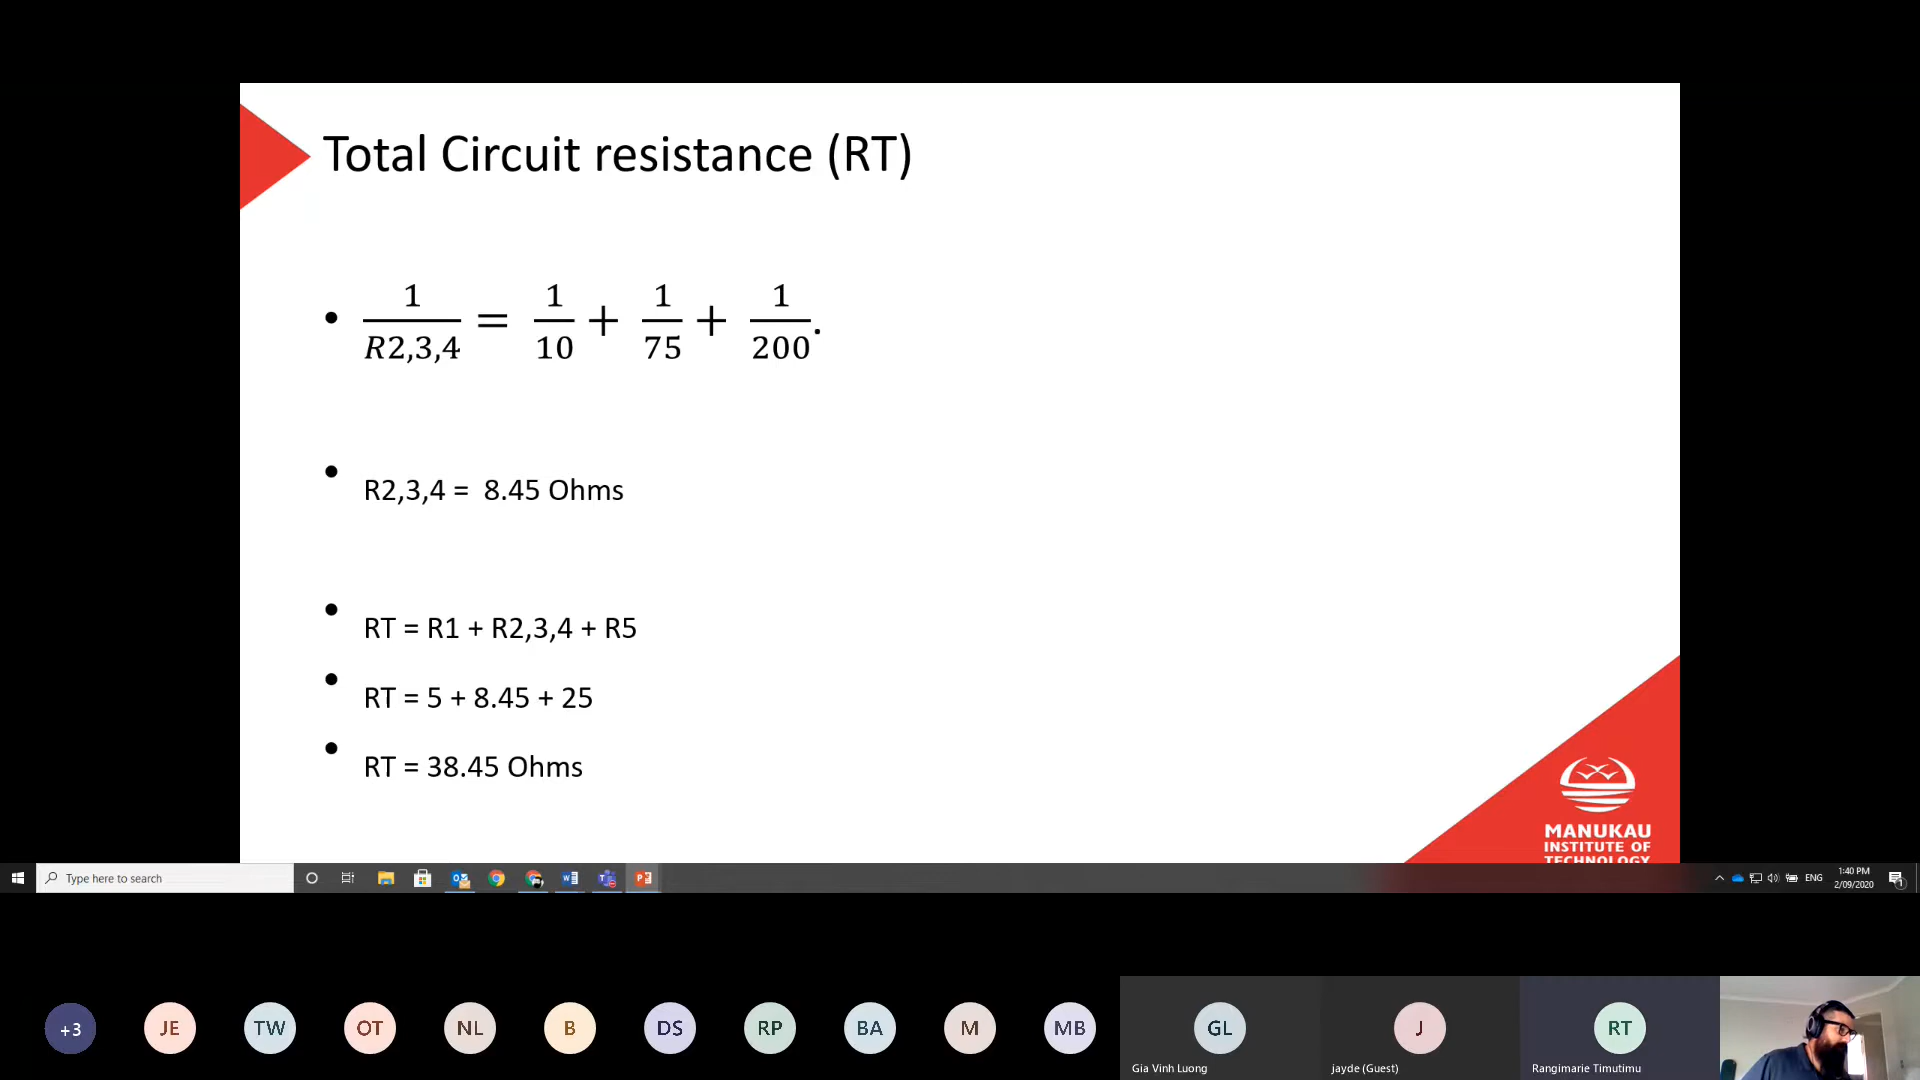 Total Circuit resistance (RT)
• 1/R2,3,4 = 1/10 + 1/75 + 1/200.
• R2,3,4 = 8.45 Ohms
• RT = R1 + R2,3,4 + R5
• RT = 5 + 8.45 + 25
• RT = 38.45 Ohms
MANUKAU
INSTITUTE OF
TECHNOLOGY
Type here to search
ENG
1:40 PM
2/09/2020
1
+3
JE
TW
OT
NL
B
DS
RP
BA
M
MB
GL
J
RT
Gia Vinh Luong
jayde (Guest)
Rangimarie Timutimu